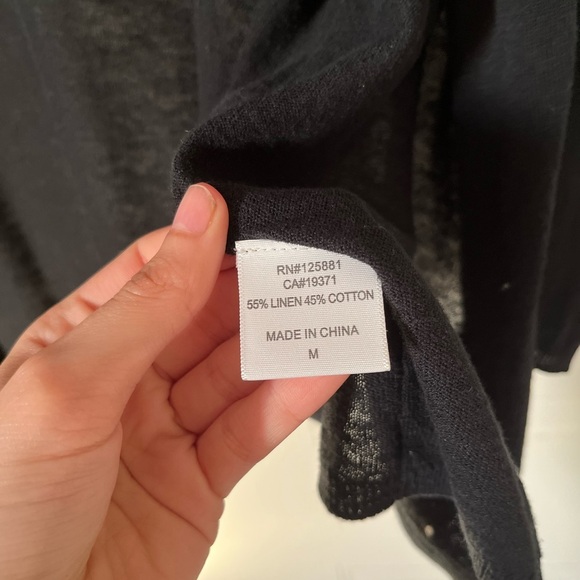 RN#125881
CA#19371
55% LINEN 45% COTTON
MADE IN CHINA
M